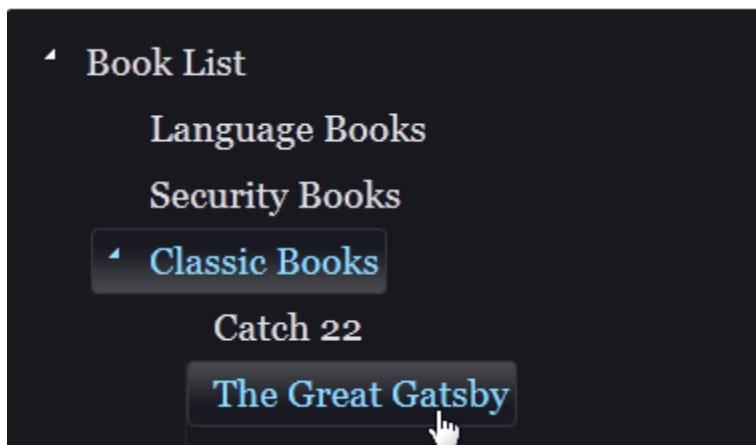 Book List
Language Books
Security Books
Classic Books
Catch 22
The Great Gatsby